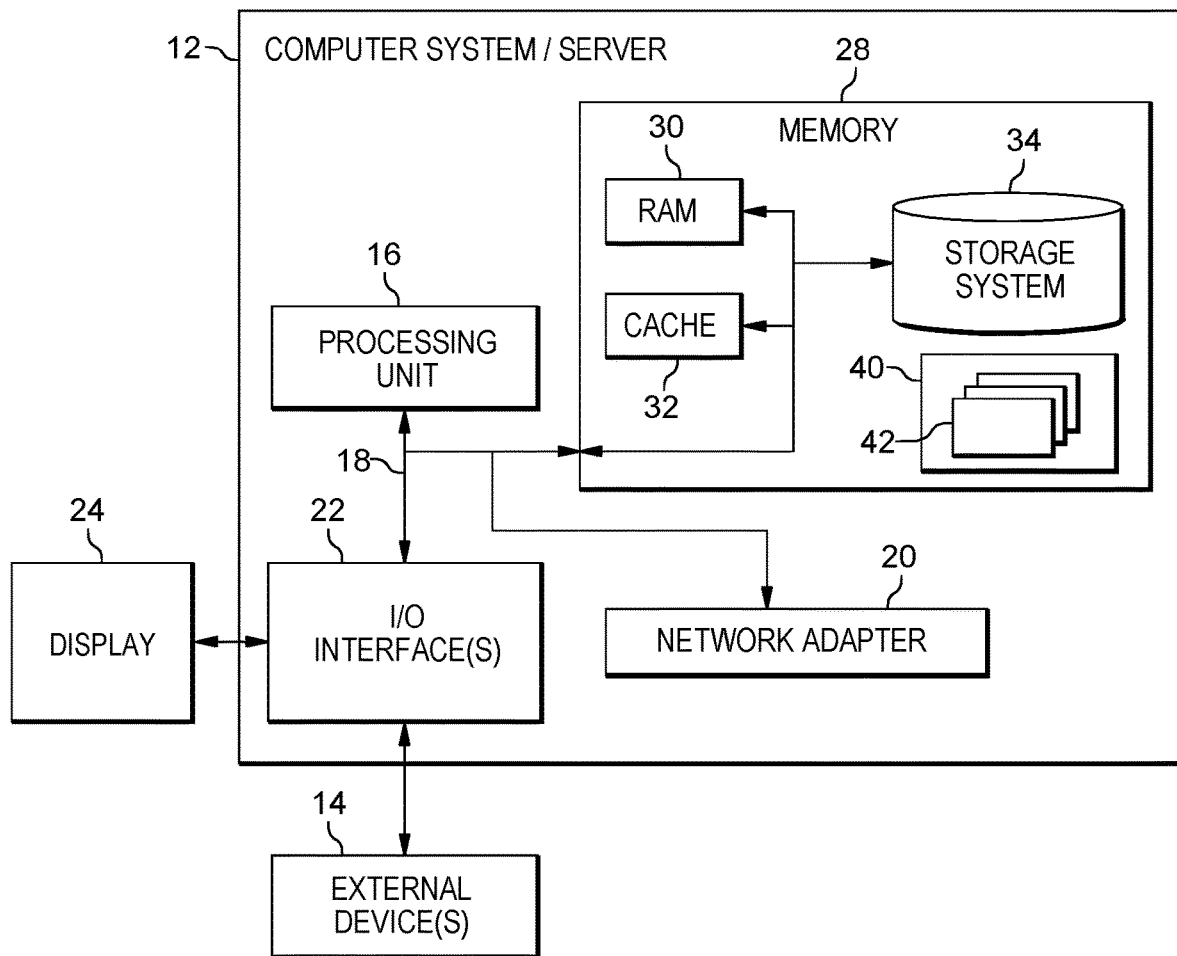 12
COMPUTER SYSTEM / SERVER
28
MEMORY
30
RAM
34
STORAGE
SYSTEM
16
PROCESSING
UNIT
CACHE
32
40
42
18
24
DISPLAY
22
I/O
INTERFACE(S)
20
NETWORK ADAPTER
14
EXTERNAL
DEVICE(S)